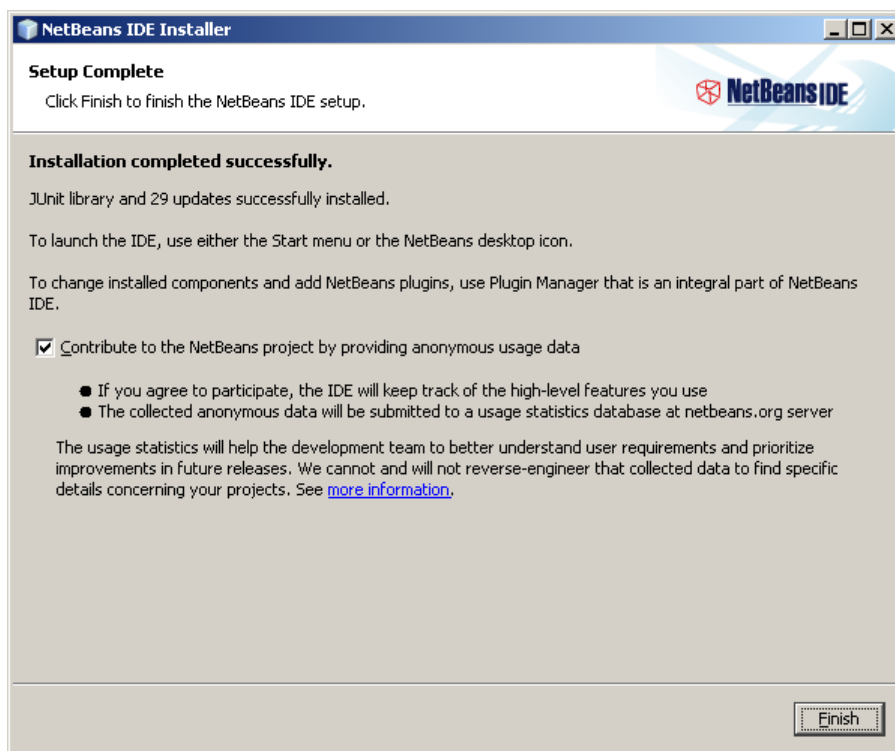 NetBeans IDE Installer
Setup Complete
Click Finish to finish the NetBeans IDE setup.
NetBeans IDE
Installation completed successfully.
JUnit library and 29 updates successfully installed.
To launch the IDE, use either the Start menu or the NetBeans desktop icon.
To change installed components and add NetBeans plugins, use Plugin Manager that is an integral part of NetBeans
IDE.
Contribute to the NetBeans project by providing anonymous usage data
● If you agree to participate, the IDE will keep track of the high-level features you use
● The collected anonymous data will be submitted to a usage statistics database at netbeans.org server
The usage statistics will help the development team to better understand user requirements and prioritize
improvements in future releases. We cannot and will not reverse-engineer that collected data to find specific
details concerning your projects. See more information.
Finish